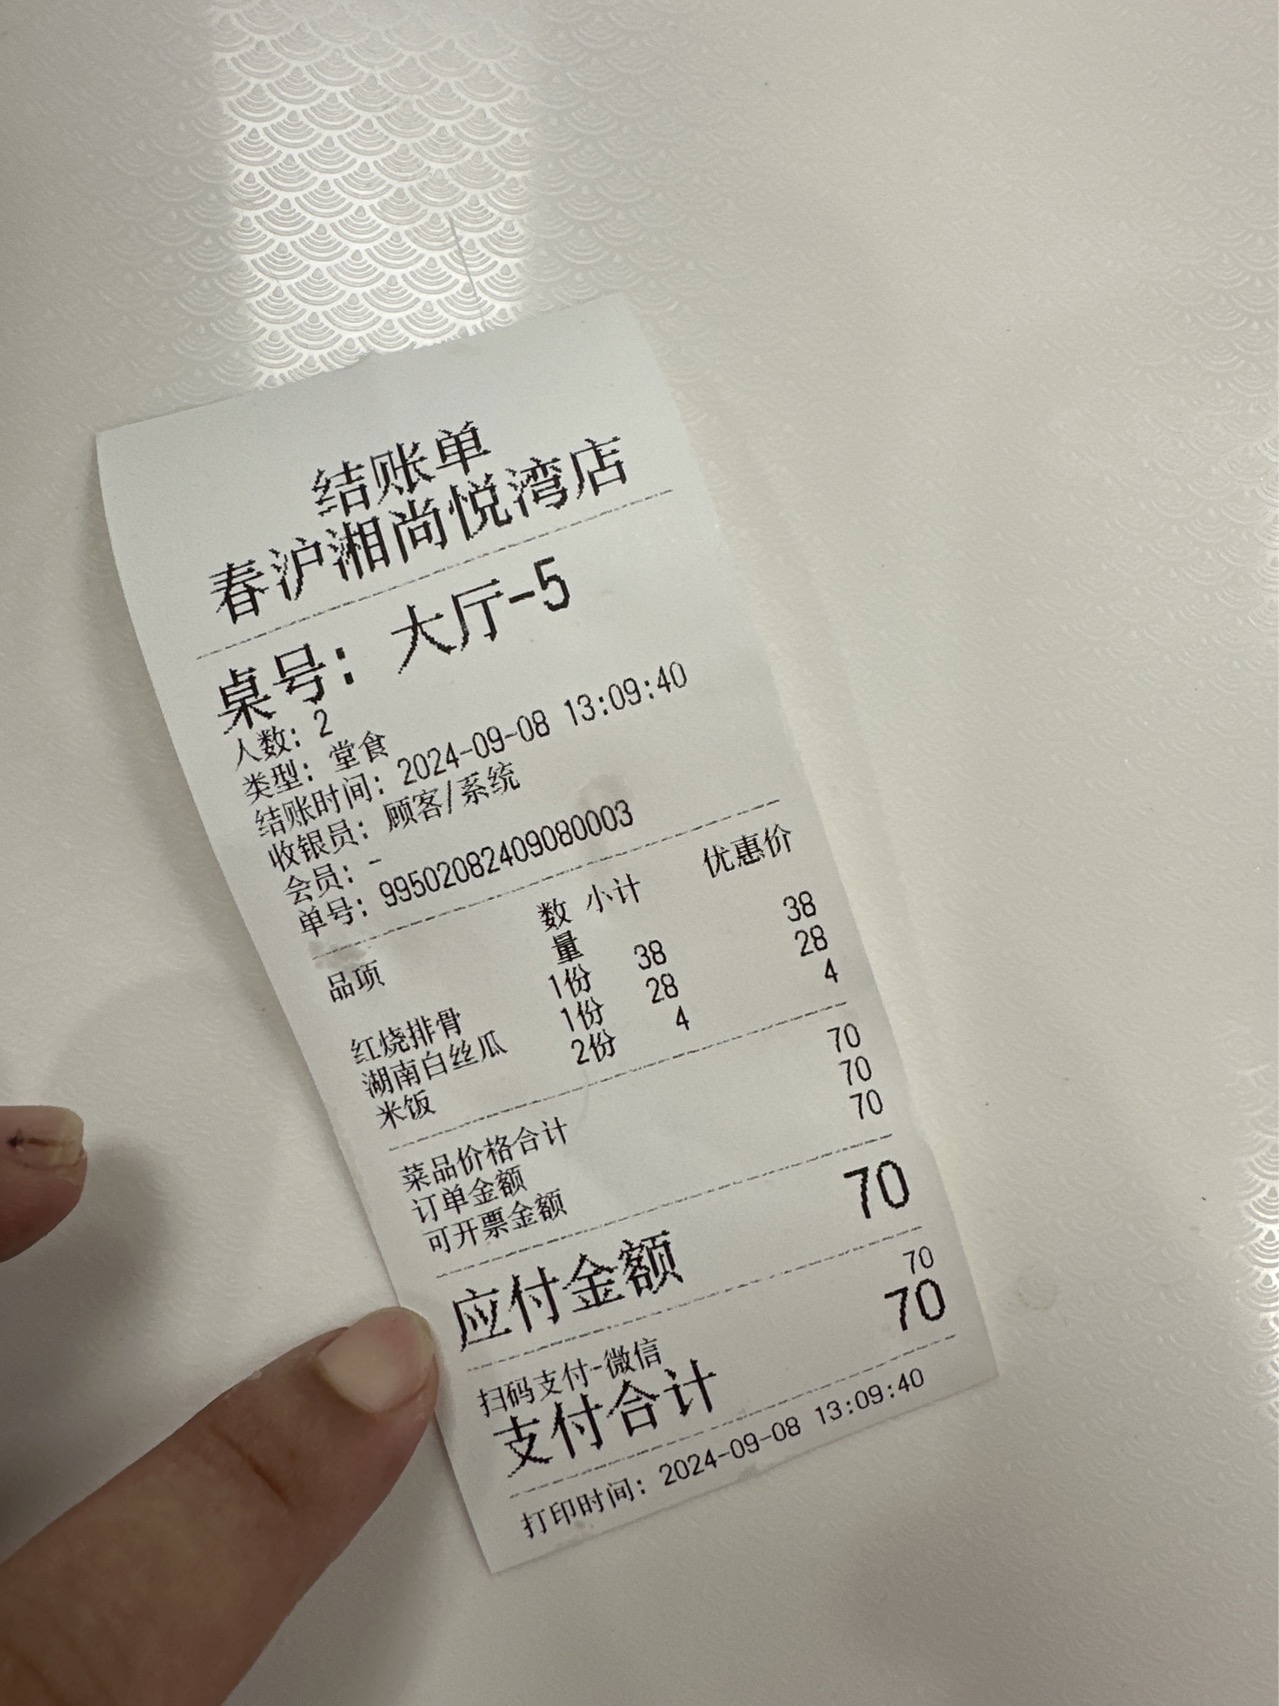 结账单
春沪湘尚悦湾店
桌号: 大厅-5
人数: 2
类型: 堂食
结账时间: 2024-09-08 13:09:40
收银员: 顾客/系统
会员: -
单号: 99502082409080003
品项 数量 小计 优惠价
红烧排骨 1份 38 38
湖南白丝瓜 1份 28 28
米饭 2份 4 4
菜品价格合计 70
订单金额 70
可开票金额 70
应付金额 70
扫码支付-微信 70
支付合计 70
打印时间: 2024-09-08 13:09:40